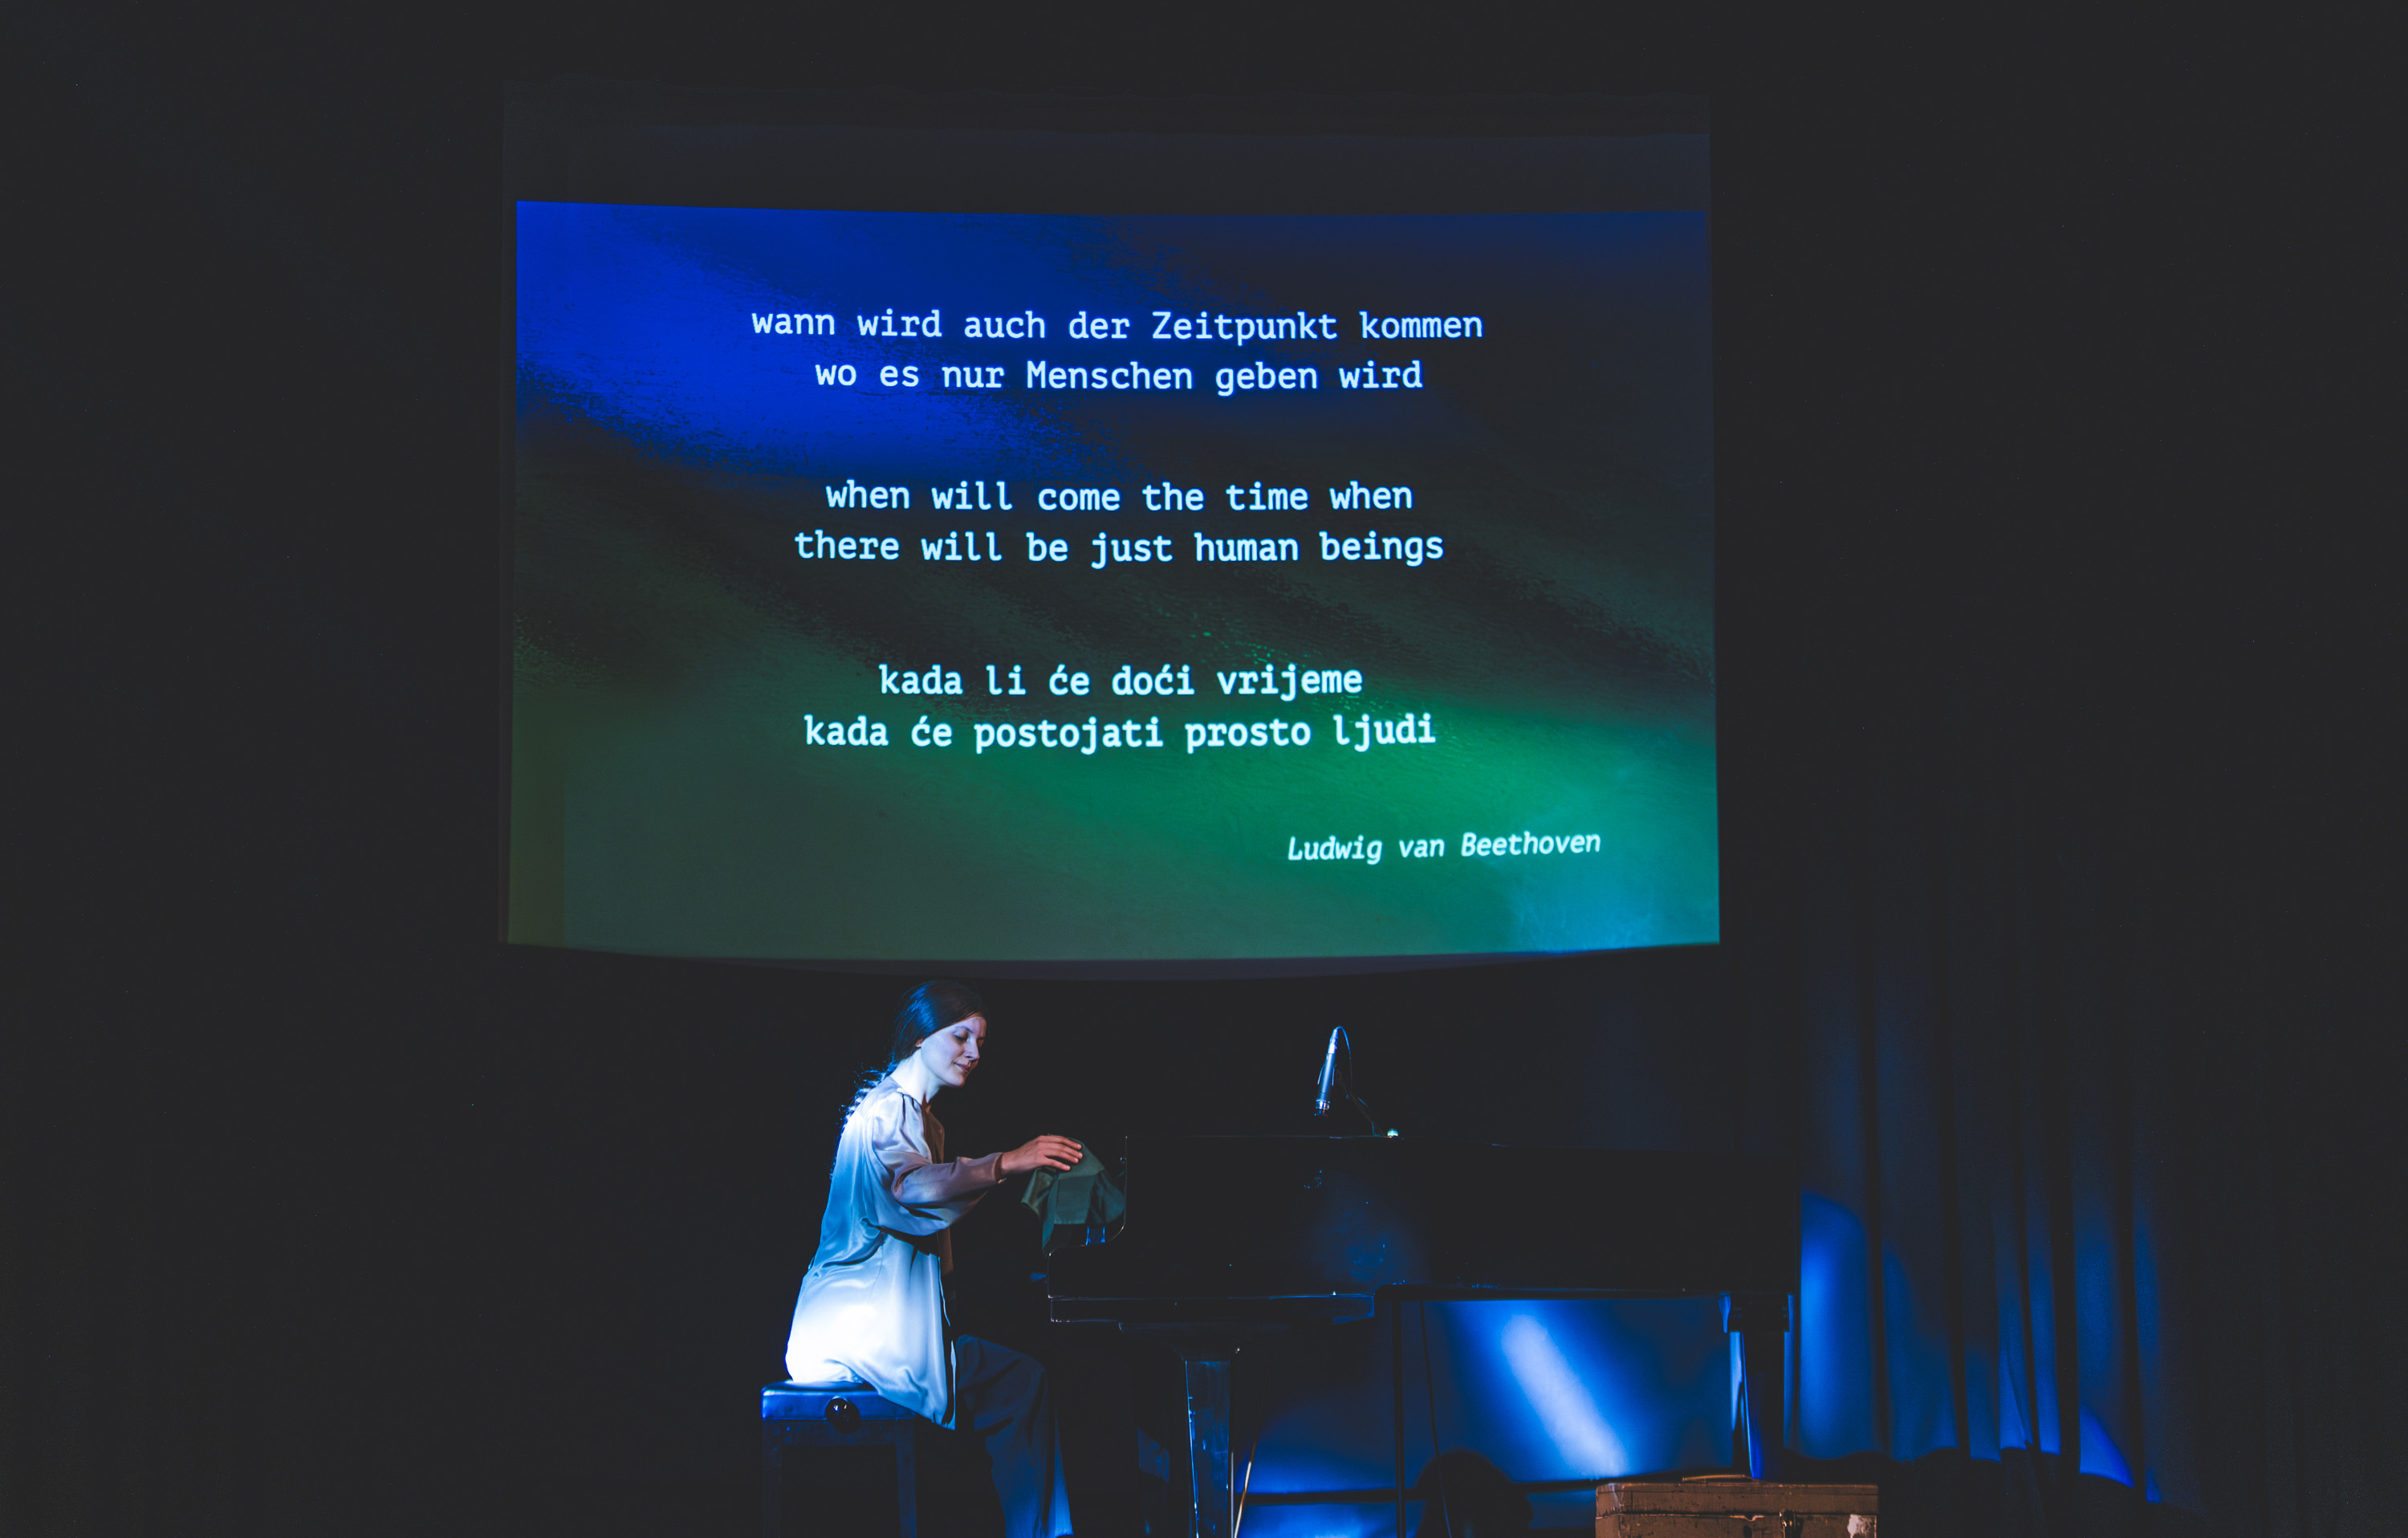 wann wird auch der Zeitpunkt kommen
wo es nur Menschen geben wird
when will come the time when
there will be just human beings
kada li će doći vrijeme
kada će postojati prosto ljudi
Ludwig van Beethoven